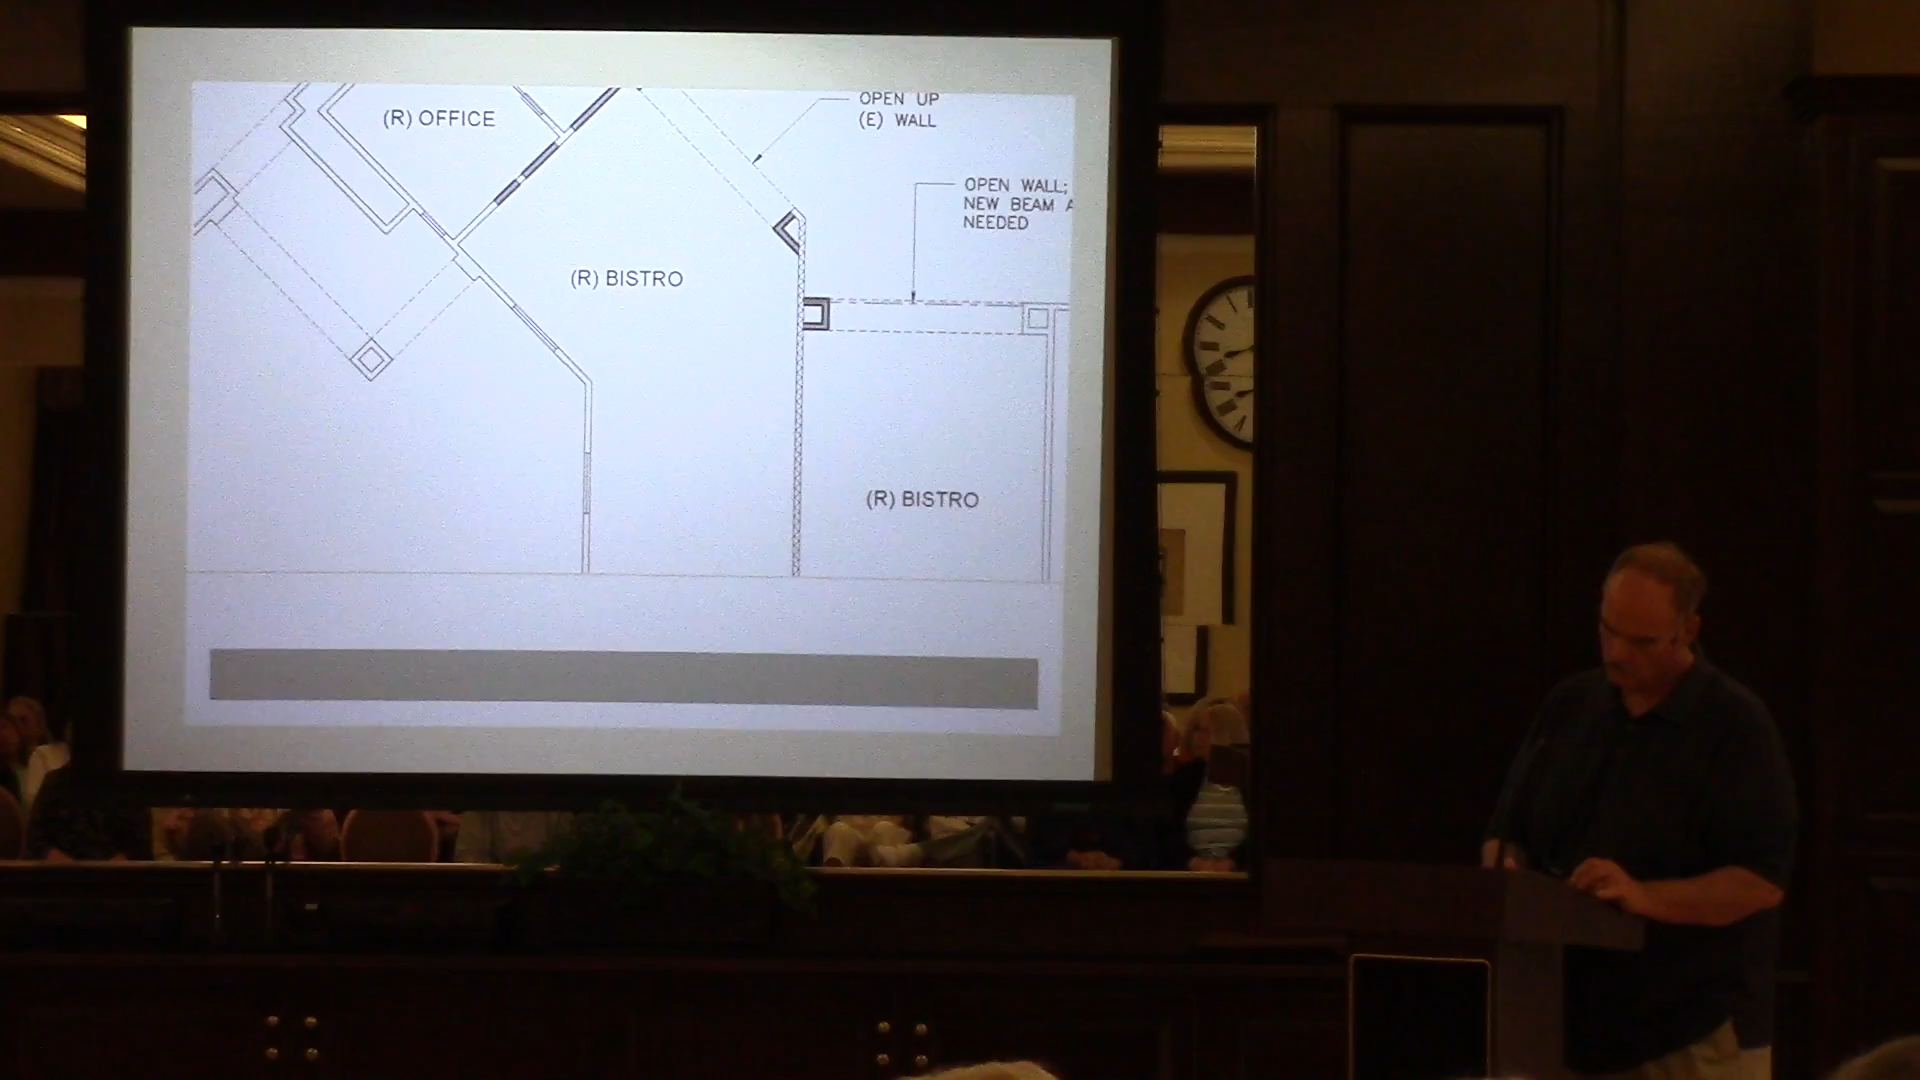 (R) OFFICE
OPEN UP
(E) WALL
OPEN WALL;
NEW BEAM A
NEEDED
(R) BISTRO
(R) BISTRO